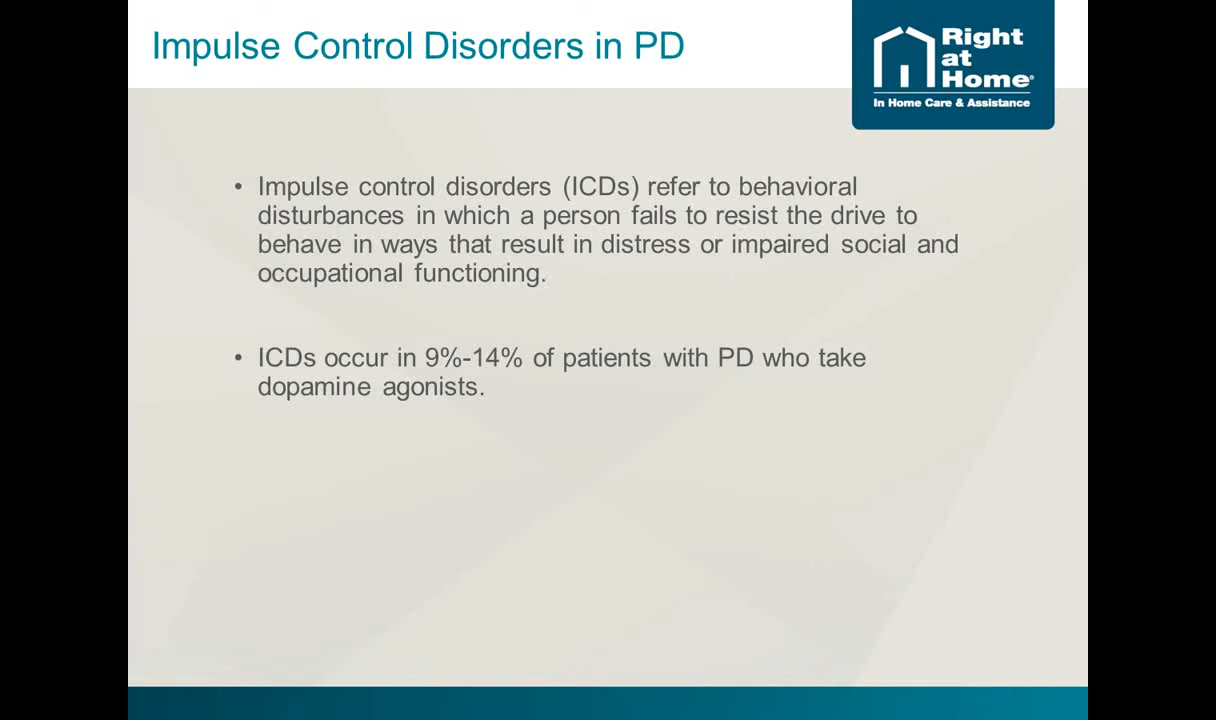 Impulse Control Disorders in PD
Right
at
Home®
In Home Care & Assistance
• Impulse control disorders (ICDs) refer to behavioral
disturbances in which a person fails to resist the drive to
behave in ways that result in distress or impaired social and
occupational functioning.
• ICDs occur in 9%-14% of patients with PD who take
dopamine agonists.